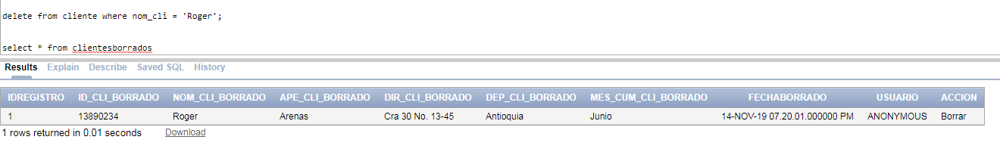 delete from cliente where nom_cli = 'Roger';
select * from clientesborrados
Results Explain Describe Saved SQL History
IDREGISTRO ID_CLI_BORRADO NOM_CLI_BORRADO APE_CLI_BORRADO DIR_CLI_BORRADO DEP_CLI_BORRADO MES_CUM_CLI_BORRADO FECHABORRADO USUARIO ACCION
1 13890234 Roger Arenas Cra 30 No. 13-45 Antioquia Junio 14-NOV-19 07.20.01.000000 PM ANONYMOUS Borrar
1 rows returned in 0.01 seconds Download